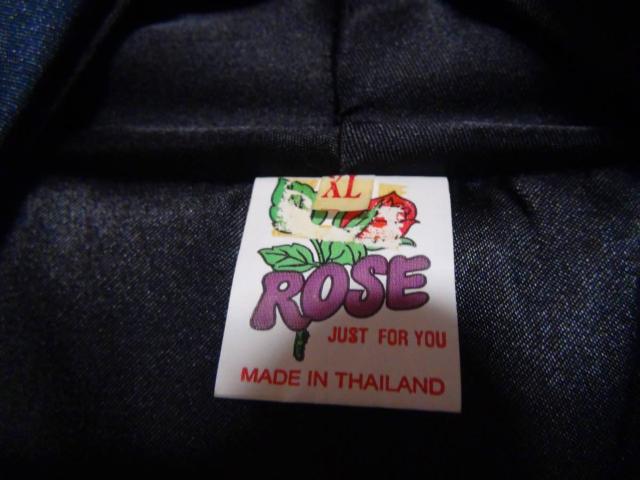 XL
ROSE
JUST FOR YOU
MADE IN THAILAND